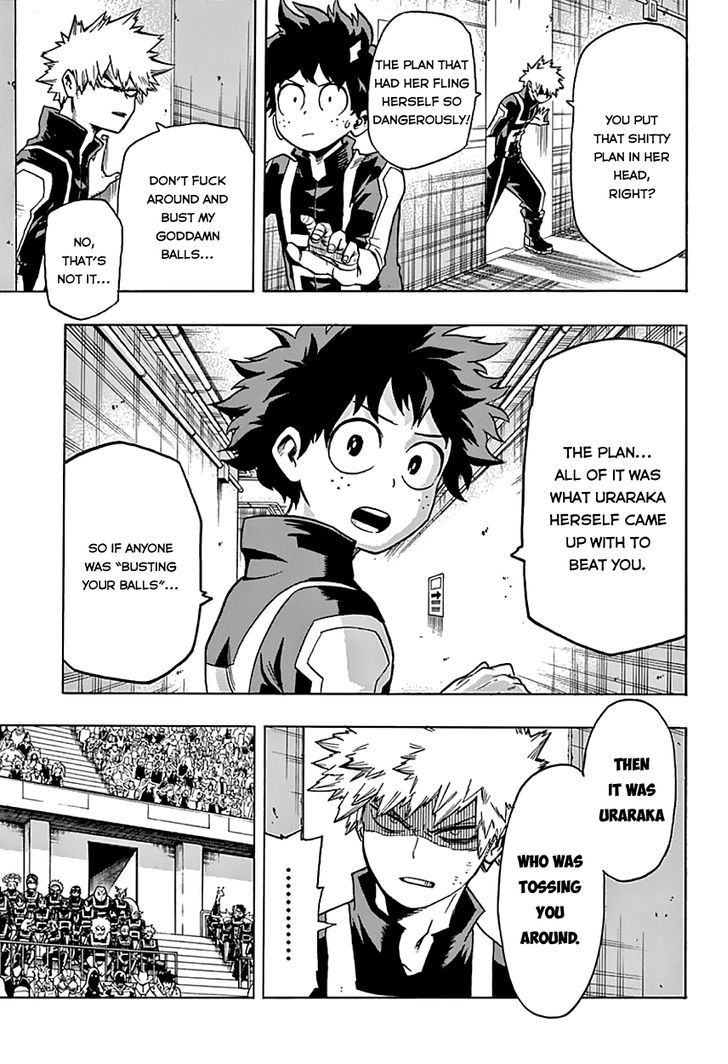 YOU PUT
THAT SHITTY
PLAN IN HER
HEAD,
RIGHT?
THE PLAN THAT
HAD HER FLING
HERSELF SO
DANGEROUSLY!
DON'T FUCK
AROUND AND
BUST MY
GODDAMN
BALLS...
NO,
THAT'S
NOT IT...
THE PLAN...
ALL OF IT WAS
WHAT URARAKA
HERSELF CAME
UP WITH TO
BEAT YOU.
SO IF ANYONE
WAS "BUSTING
YOUR BALLS"...
THEN
IT WAS
URARAKA
WHO WAS
TOSSING
YOU
AROUND.
.........